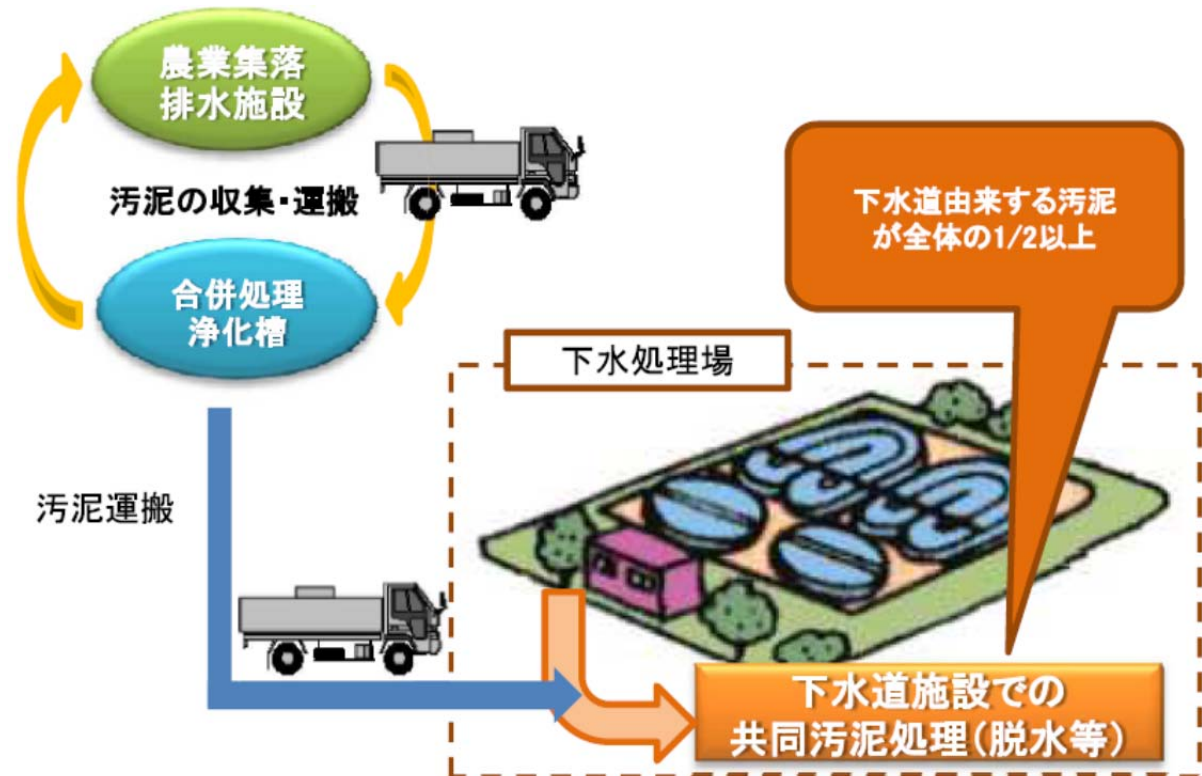 農業集落
排水施設
汚泥の収集・運搬
合併処理
浄化槽
下水道由来する汚泥
が全体の1/2以上
下水処理場
汚泥運搬
下水道施設での
共同汚泥処理(脱水等)